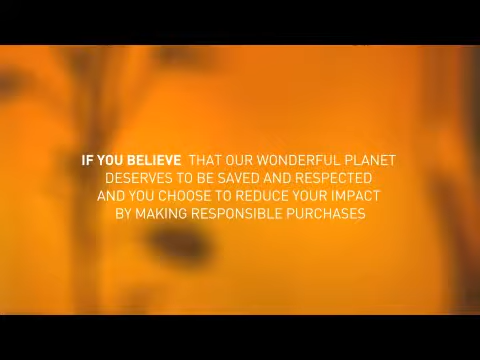 IF YOU BELIEVE THAT OUR WONDERFUL PLANET
DESERVES TO BE SAVED AND RESPECTED
AND YOU CHOOSE TO REDUCE YOUR IMPACT
BY MAKING RESPONSIBLE PURCHASES